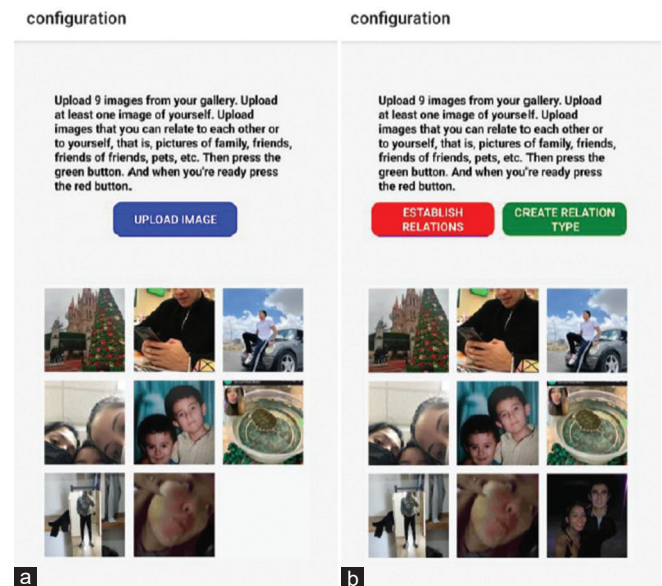 configuration
Upload 9 images from your gallery. Upload
at least one image of yourself. Upload
images that you can relate to each other or
to yourself, that is, pictures of family, friends,
friends of friends, pets, etc. Then press the
green button. And when you're ready press
the red button.
UPLOAD IMAGE
a
configuration
Upload 9 images from your gallery. Upload
at least one image of yourself. Upload
images that you can relate to each other or
to yourself, that is, pictures of family, friends,
friends of friends, pets, etc. Then press the
green button. And when you're ready press
the red button.
ESTABLISH
RELATIONS
CREATE RELATION
TYPE
b